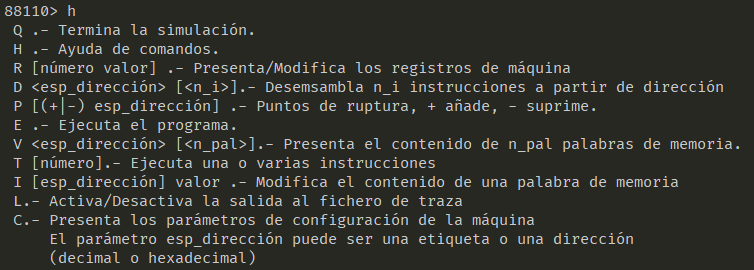 88110> h
Q .- Termina la simulación.
H .- Ayuda de comandos.
R [número valor] .- Presenta/Modifica los registros de máquina
D <esp_dirección> [<n_i>].- Desemsambla n_i instrucciones a partir de dirección
P [(+|-) esp_dirección] .- Puntos de ruptura, + añade, - suprime.
E .- Ejecuta el programa.
V <esp_dirección> [<n_pal>].- Presenta el contenido de n_pal palabras de memoria.
T [número].- Ejecuta una o varias instrucciones
I [esp_dirección] valor .- Modifica el contenido de una palabra de memoria
L.- Activa/Desactiva la salida al fichero de traza
C.- Presenta los parámetros de configuración de la máquina
El parámetro esp_dirección puede ser una etiqueta o una dirección
(decimal o hexadecimal)